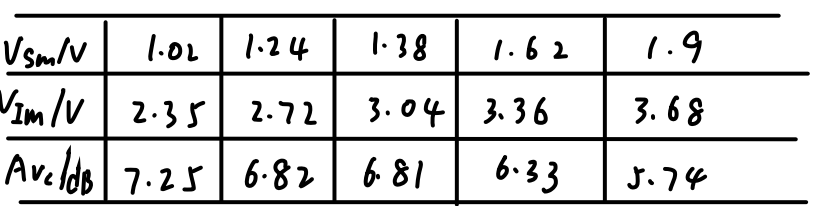 Vsm/V 1.02 1.24 1.38 1.62 1.9
VIm/V 2.35 2.72 3.04 3.36 3.68
Avc/dB 7.25 6.82 6.81 6.33 5.74